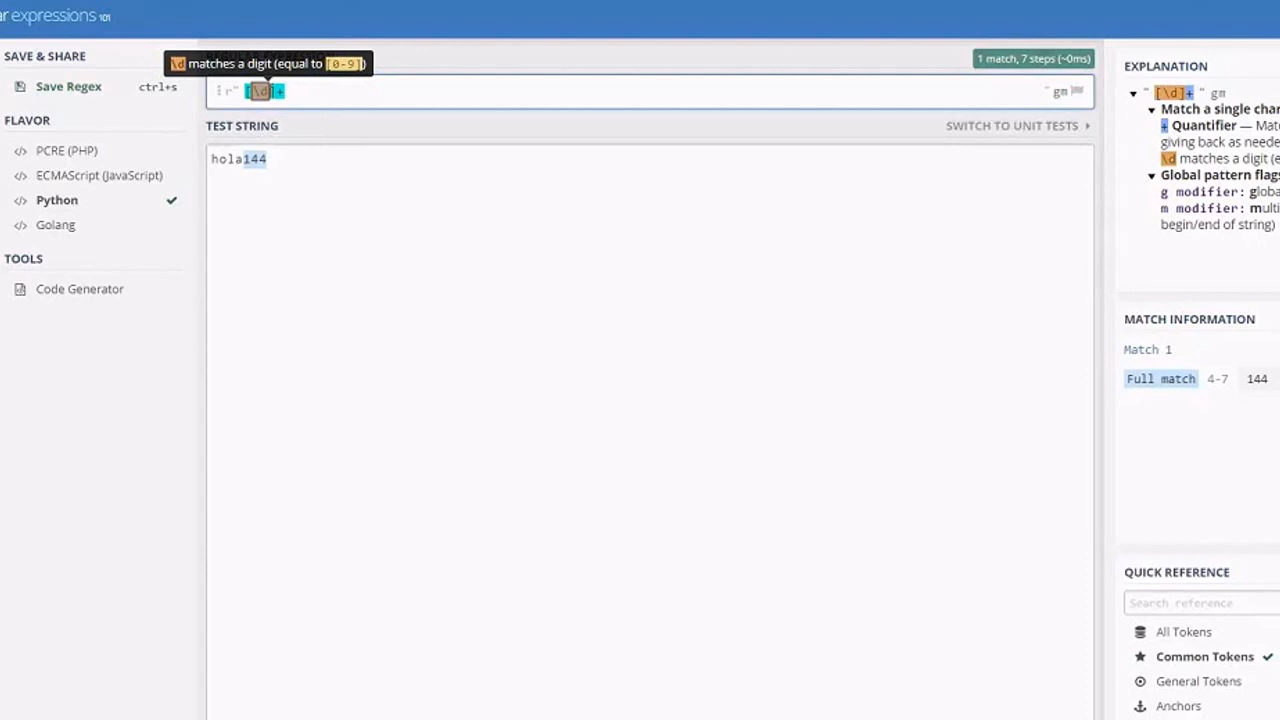 ar expressions 101
SAVE & SHARE
Save Regex ctrl+s
FLAVOR
</> PCRE (PHP)
</> ECMAScript (JavaScript)
</> Python
</> Golang
TOOLS
Code Generator
\d matches a digit (equal to [0-9])
1 match, 7 steps (~0ms)
r" [\d]+ " gm
TEST STRING
SWITCH TO UNIT TESTS
hola144
EXPLANATION
" [\d]+ " gm
Match a single char
+ Quantifier — Matc
giving back as neede
\d matches a digit (e
Global pattern flags
g modifier: globa
m modifier: multi
begin/end of string)
MATCH INFORMATION
Match 1
Full match 4-7 144
QUICK REFERENCE
Search reference
All Tokens
Common Tokens
General Tokens
Anchors